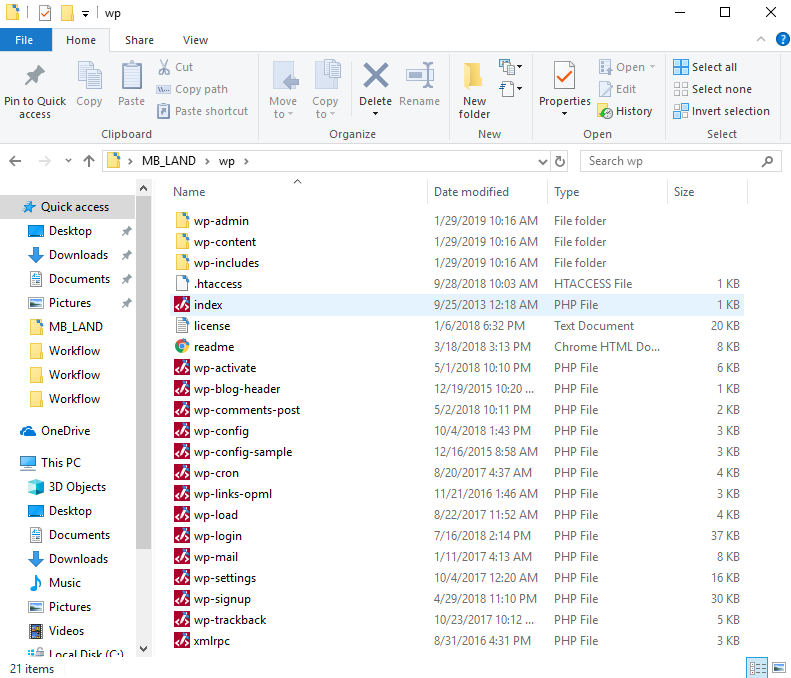 wp
File Home Share View
Pin to Quick access
Copy
Paste
Cut
Copy path
Paste shortcut
Clipboard
Move to
Copy to
Delete
Rename
Organize
New folder
New
Properties
Open
Edit
History
Open
Select all
Select none
Invert selection
Select
MB_LAND wp
Search wp
Quick access
Desktop
Downloads
Documents
Pictures
MB_LAND
Workflow
Workflow
Workflow
OneDrive
This PC
3D Objects
Desktop
Documents
Downloads
Music
Pictures
Videos
Local Disk (C:)
Name Date modified Type Size
wp-admin 1/29/2019 10:16 AM File folder
wp-content 1/29/2019 10:16 AM File folder
wp-includes 1/29/2019 10:16 AM File folder
.htaccess 9/28/2018 10:03 AM HTACCESS File 1 KB
index 9/25/2013 12:18 AM PHP File 1 KB
license 1/6/2018 6:32 PM Text Document 20 KB
readme 3/18/2018 3:13 PM Chrome HTML Do... 8 KB
wp-activate 5/1/2018 10:10 PM PHP File 6 KB
wp-blog-header 12/19/2015 10:20 ... PHP File 1 KB
wp-comments-post 5/2/2018 10:11 PM PHP File 2 KB
wp-config 10/4/2018 1:43 PM PHP File 3 KB
wp-config-sample 12/16/2015 8:58 AM PHP File 3 KB
wp-cron 8/20/2017 4:37 AM PHP File 4 KB
wp-links-opml 11/21/2016 1:46 AM PHP File 3 KB
wp-load 8/22/2017 11:52 AM PHP File 4 KB
wp-login 7/16/2018 2:14 PM PHP File 37 KB
wp-mail 1/11/2017 4:13 AM PHP File 8 KB
wp-settings 10/4/2017 12:20 AM PHP File 16 KB
wp-signup 4/29/2018 11:10 PM PHP File 30 KB
wp-trackback 10/23/2017 10:12 ... PHP File 5 KB
xmlrpc 8/31/2016 4:31 PM PHP File 3 KB
21 items